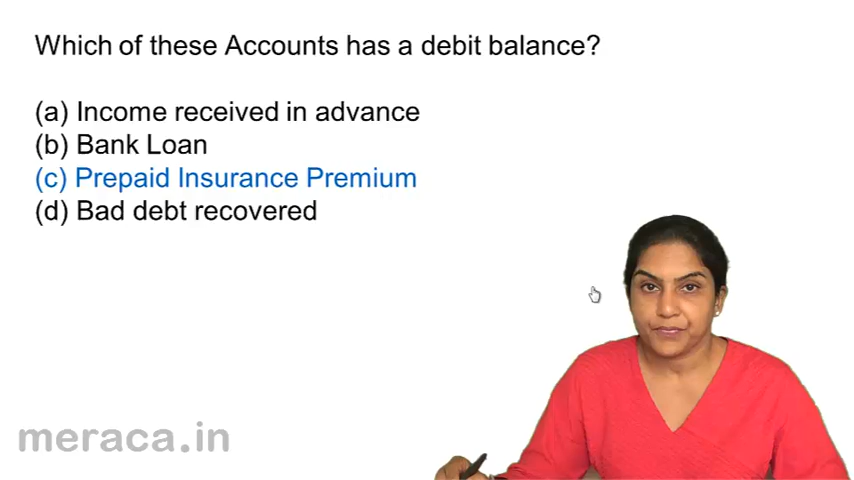 Which of these Accounts has a debit balance?
(a) Income received in advance
(b) Bank Loan
(c) Prepaid Insurance Premium
(d) Bad debt recovered
meraca.in